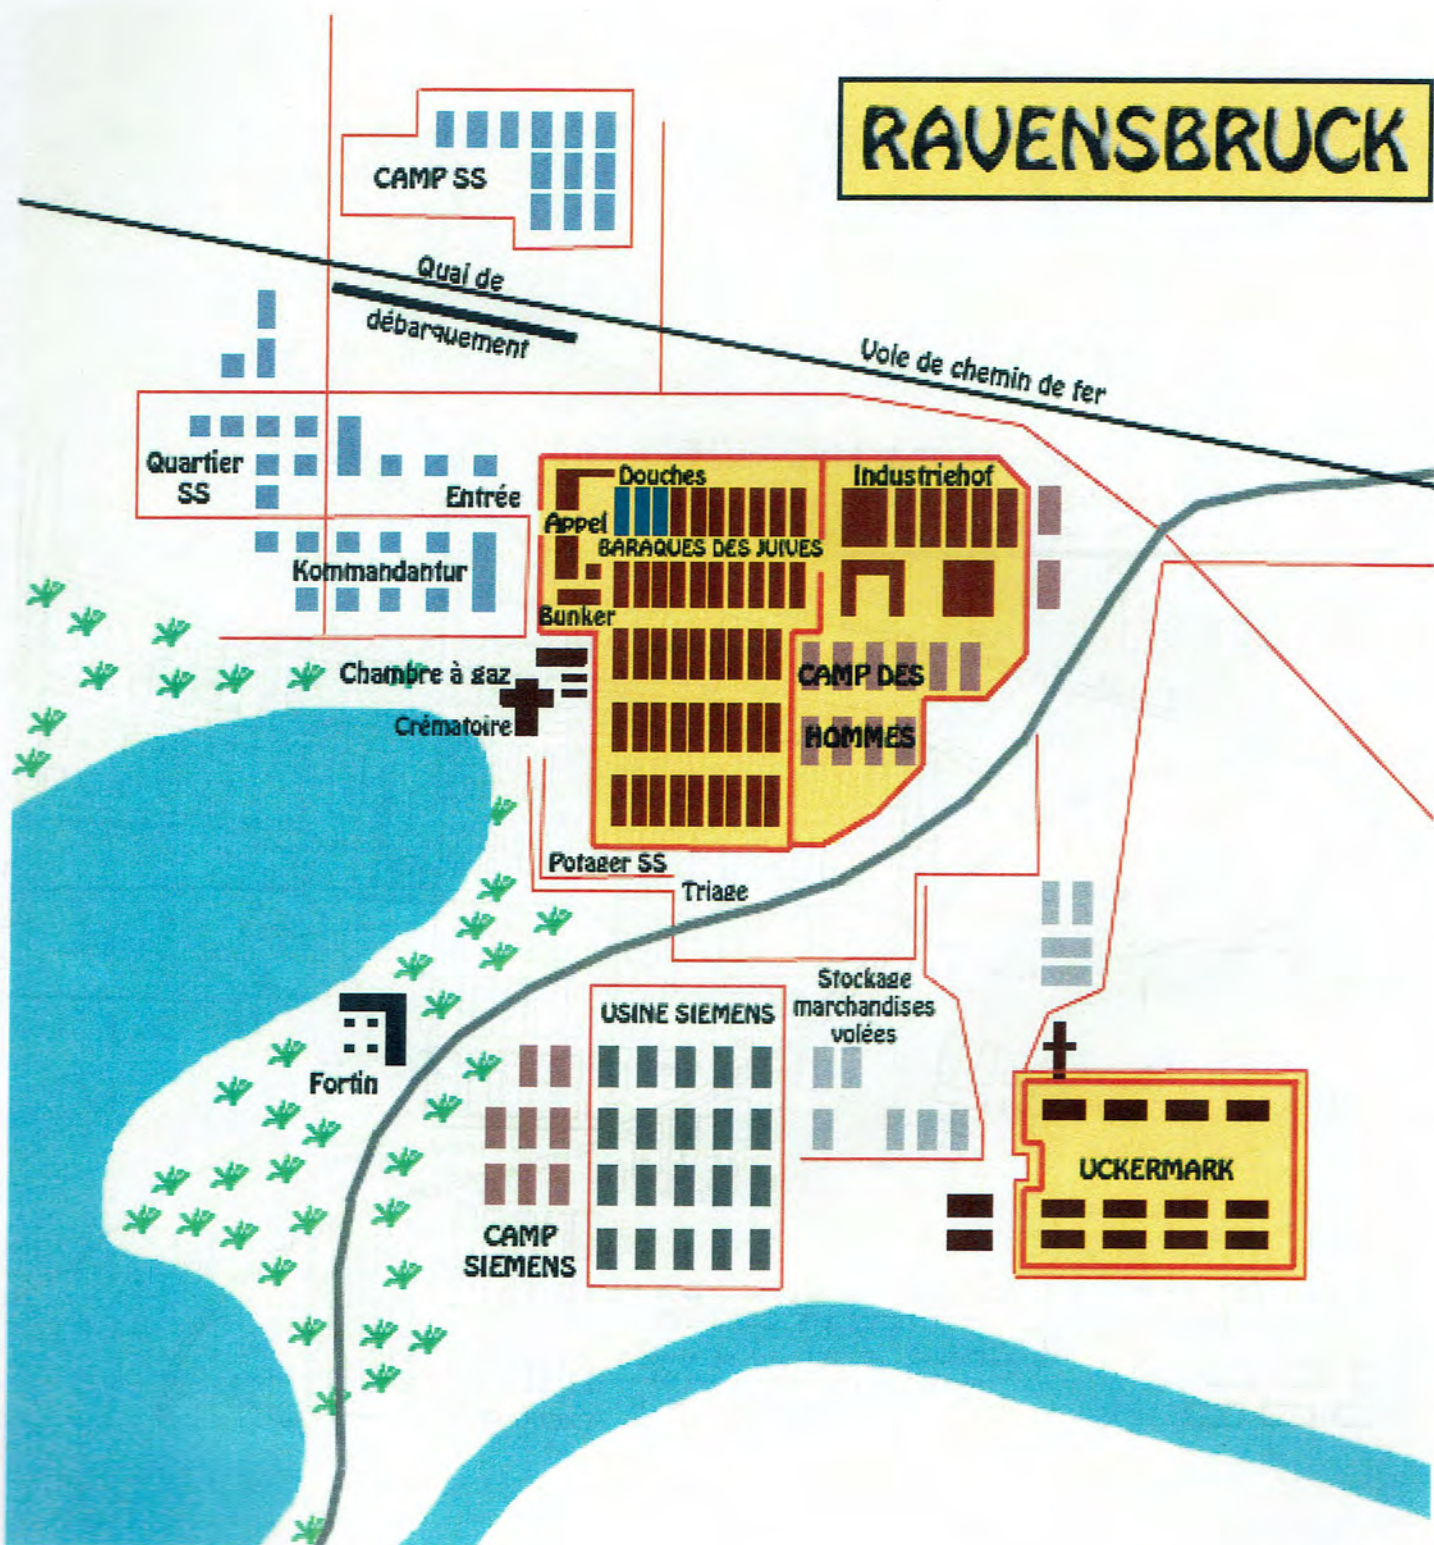 RAVENSBRUCK
CAMP SS
Quai de
débarquement
Voie de chemin de fer
Quartier
SS
Entrée
Douches
Industriehof
Appel
BARAQUES DES JUIVES
Kommandantur
Bunker
Chambre à gaz
CAMP DES
Crématoire
HOMMES
Potager SS
Triage
Stockage
marchandises
volées
USINE SIEMENS
Fortin
UCKERMARK
CAMP
SIEMENS